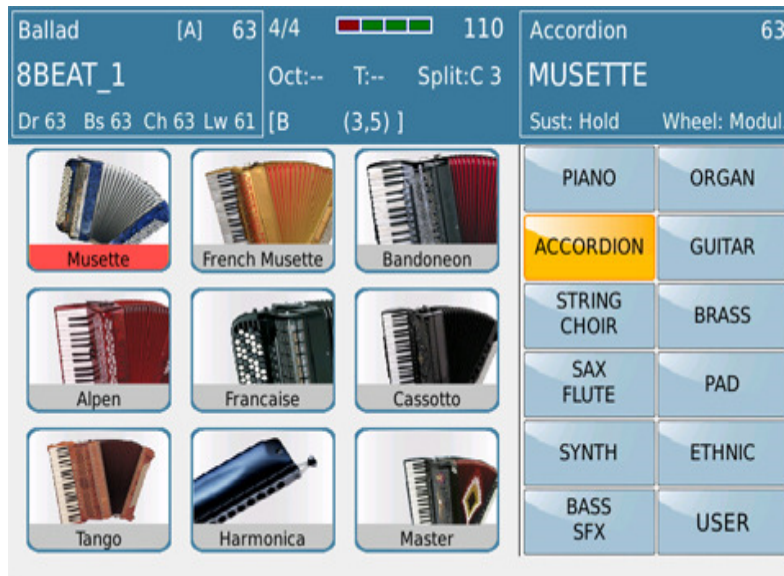 Ballad [A] 63
8BEAT_1
Dr 63 Bs 63 Ch 63 Lw 61
4/4 110
Oct:-- T:-- Split:C 3
[B (3,5) ]
Accordion 63
MUSETTE
Sust: Hold Wheel: Modul
Musette French Musette Bandoneon
Alpen Francaise Cassotto
Tango Harmonica Master
PIANO ORGAN
ACCORDION GUITAR
STRING
CHOIR
BRASS
SAX
FLUTE
PAD
SYNTH ETHNIC
BASS
SFX
USER